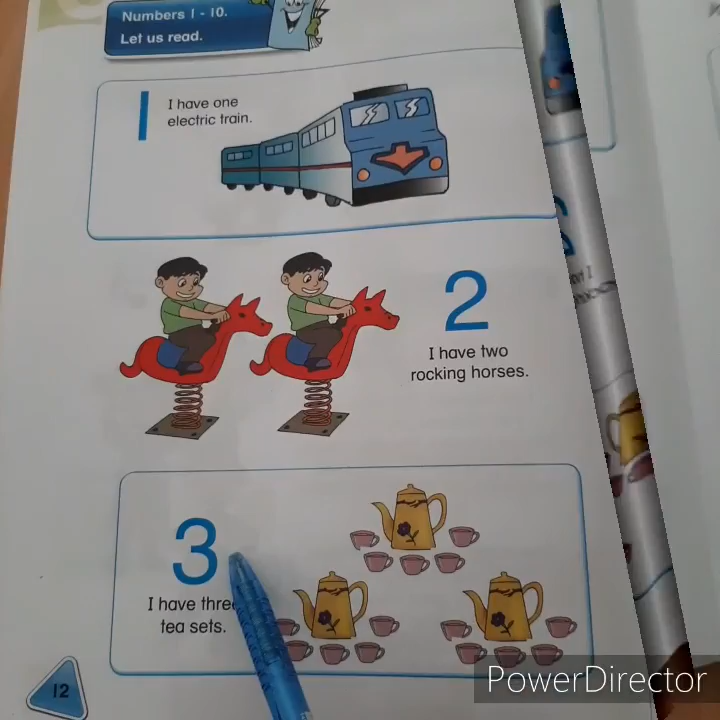 Numbers 1 - 10.
Let us read.
1
I have one
electric train.
2
I have two
rocking horses.
3
I have three
tea sets.
12
PowerDirector